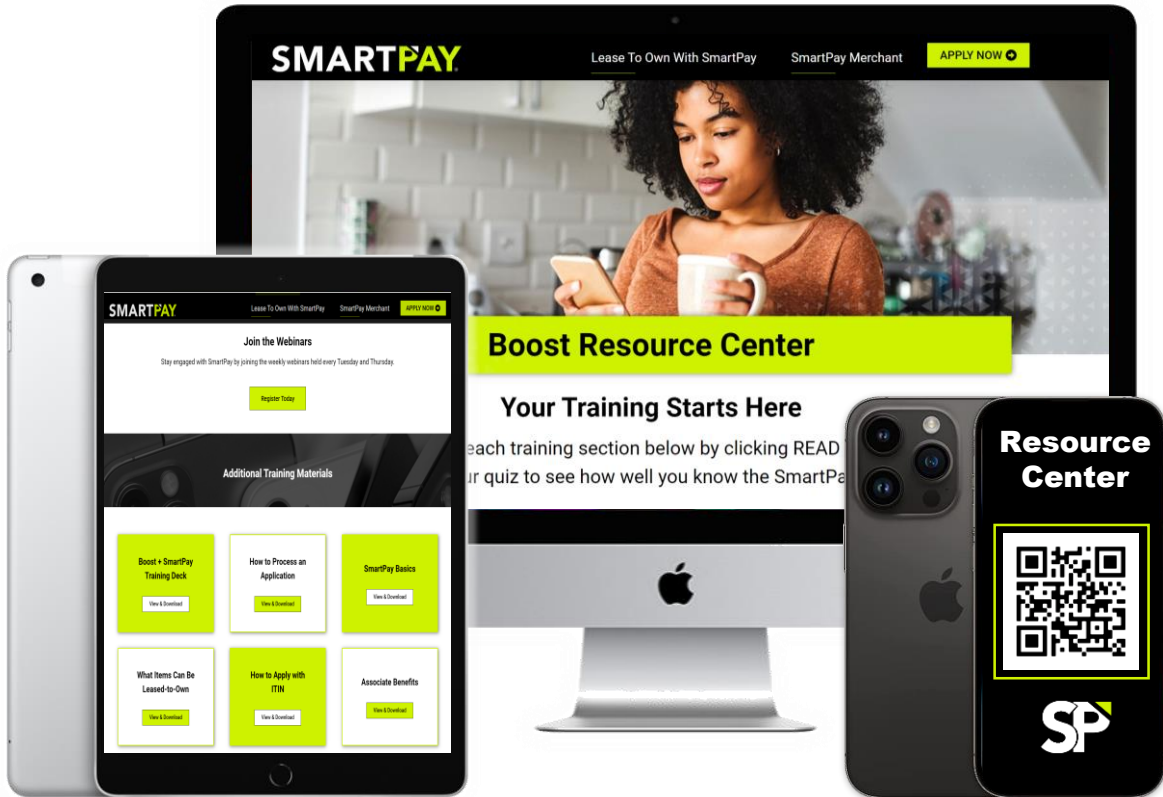 SMARTPAY
Lease To Own With SmartPay
SmartPay Merchant
APPLY NOW
Boost Resource Center
Your Training Starts Here
each training section below by clicking READ
quiz to see how well you know the
SMARTPAY
Lease To Own With SmartPay
SmartPay Merchant
APPLY NOW
Join the Webinars
Stay engaged with SmartPay by joining the weekly webinars held every Tuesday and Thursday.
Register Today
Additional Training Materials
Boost + SmartPay
Training Deck
View & Download
How to Process an
Application
View & Download
SmartPay Basics
View & Download
What Items Can Be
Leased-to-Own
View & Download
How to Apply with
ITIN
View & Download
Associate Benefits
View & Download
Resource
Center
SP